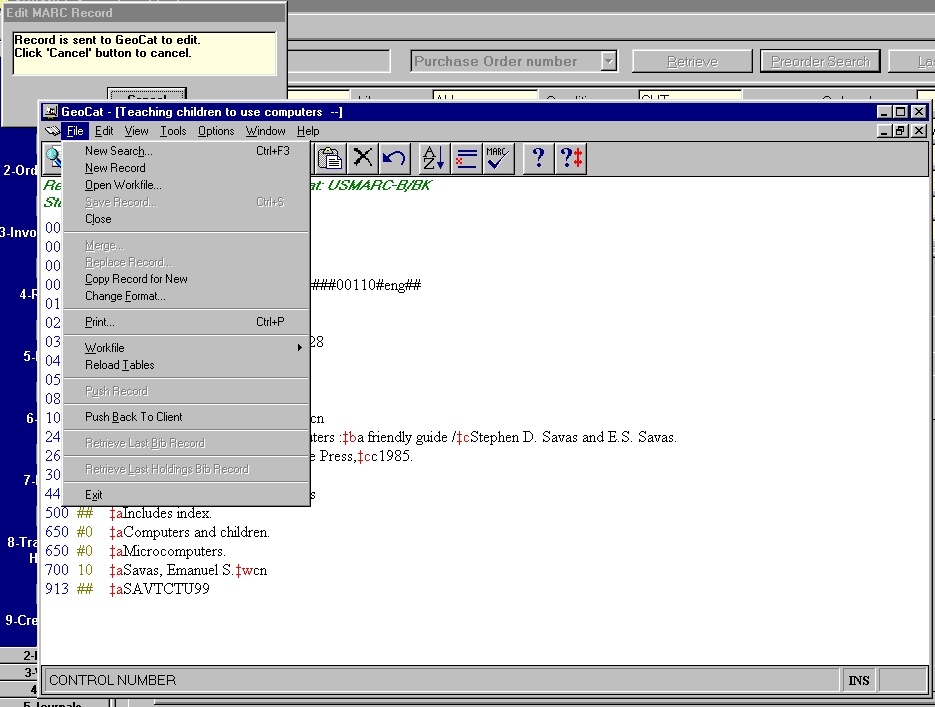 Edit MARC Record
Record is sent to GeoCat to edit.
Click 'Cancel' button to cancel.
Cancel
Purchase Order number
Retrieve
Preorder Search
GeoCat - [Teaching children to use computers --]
File Edit View Tools Options Window Help
MARC
at: USMARC-B/BK
New Search... Ctrl+F3
New Record
Open Workfile...
Save Record... Ctrl+S
Close
Merge...
Replace Record...
Copy Record for New
Change Format...
Print... Ctrl+P
Workfile
Reload Tables
Push Record
Push Back To Client
Retrieve Last Bib Record
Retrieve Last Holdings Bib Record
Exit
00
00
00
00 ###00110#eng##
01
02
03 28
04
05
08
10 cn
24 ters :‡ba friendly guide /‡cStephen D. Savas and E.S. Savas.
26 e Press,‡cc1985.
30
44 s
500 ## ‡aIncludes index.
650 #0 ‡aComputers and children.
650 #0 ‡aMicrocomputers.
700 10 ‡aSavas, Emanuel S.‡wcn
913 ## ‡aSAVTCTU99
CONTROL NUMBER INS
2-Ord
3-Invo
4-R
5-
6-
7-
8-Tra
H
9-Cre
2-
3-
4
5-Journals